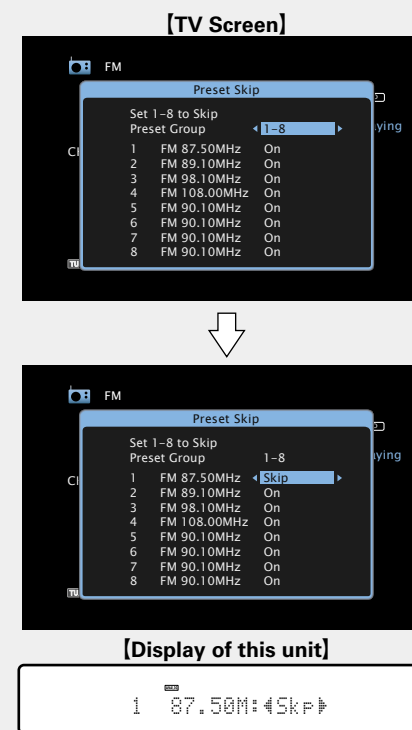 【TV Screen】
FM
Preset Skip
Set 1–8 to Skip
Preset Group 1–8
1 FM 87.50MHz On
2 FM 89.10MHz On
3 FM 98.10MHz On
4 FM 108.00MHz On
5 FM 90.10MHz On
6 FM 90.10MHz On
7 FM 90.10MHz On
8 FM 90.10MHz On
ying
TU
FM
Preset Skip
Set 1–8 to Skip
Preset Group 1–8
1 FM 87.50MHz Skip
2 FM 89.10MHz On
3 FM 98.10MHz On
4 FM 108.00MHz On
5 FM 90.10MHz On
6 FM 90.10MHz On
7 FM 90.10MHz On
8 FM 90.10MHz On
ying
TU
【Display of this unit】
1 87.50M:◀Skp▶